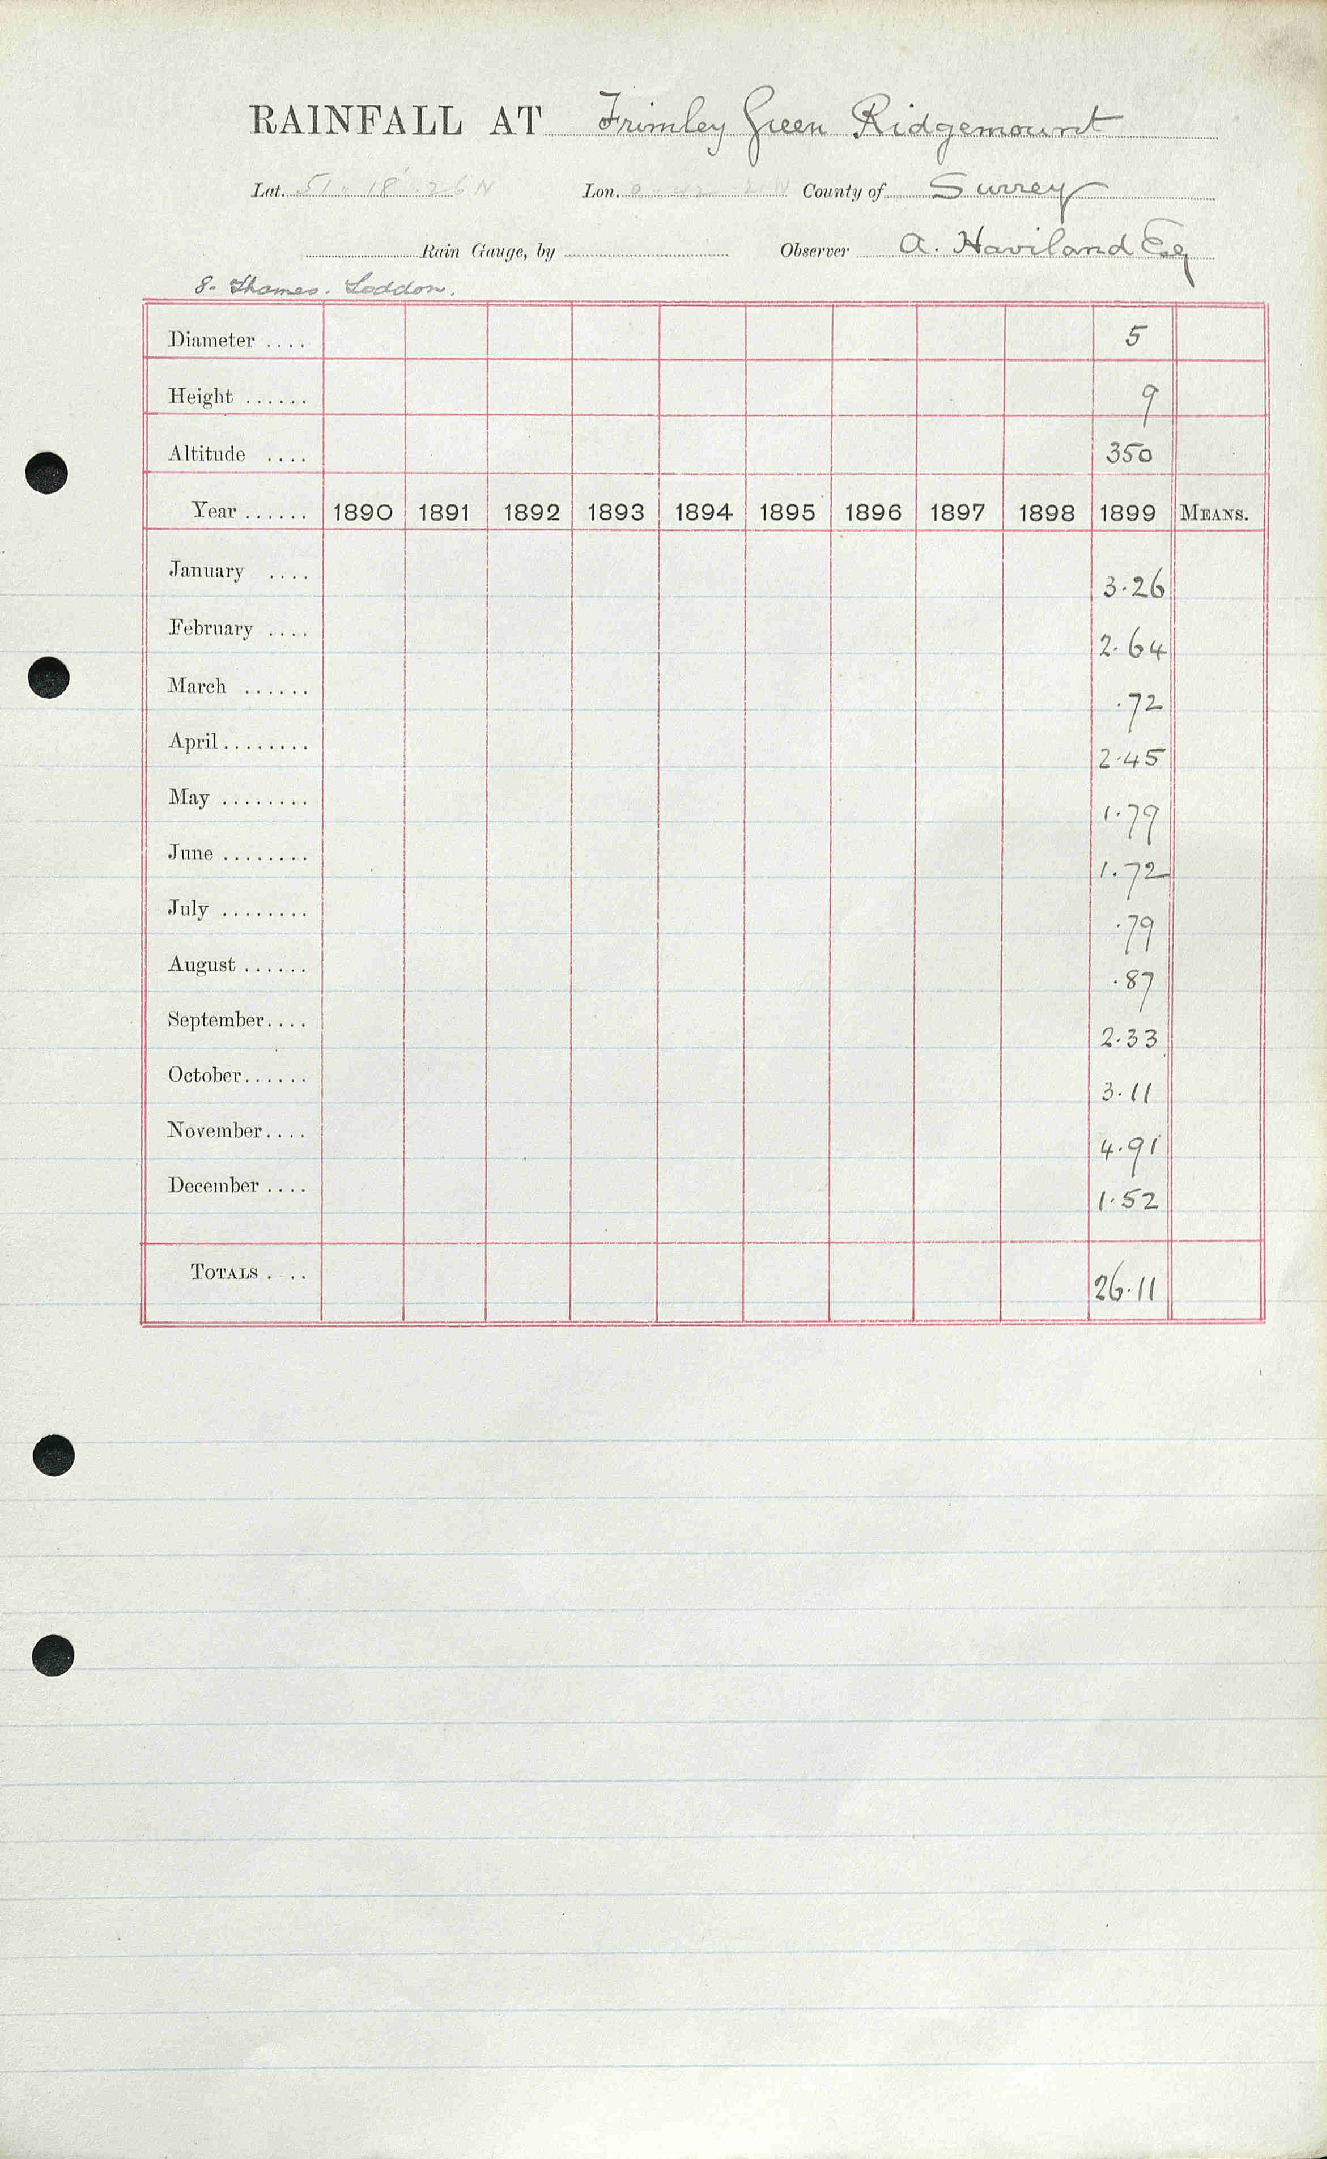 RAINFALL AT Frimley Green Ridgemount
Lat. 51. 18'. 26 N Lon. County of Surrey
Rain Gauge, by Observer A. Haviland Esq
8. Thames. Loddon.
Diameter .... 5
Height ...... 9
Altitude .... 350
Year ...... 1890 1891 1892 1893 1894 1895 1896 1897 1898 1899 MEANS.
January .... 3.26
February .... 2.64
March ...... .72
April ........ 2.45
May ........ 1.79
June ........ 1.72
July ........ .79
August ...... .87
September.... 2.33
October...... 3.11
November.... 4.91
December .... 1.52
TOTALS .... 26.11